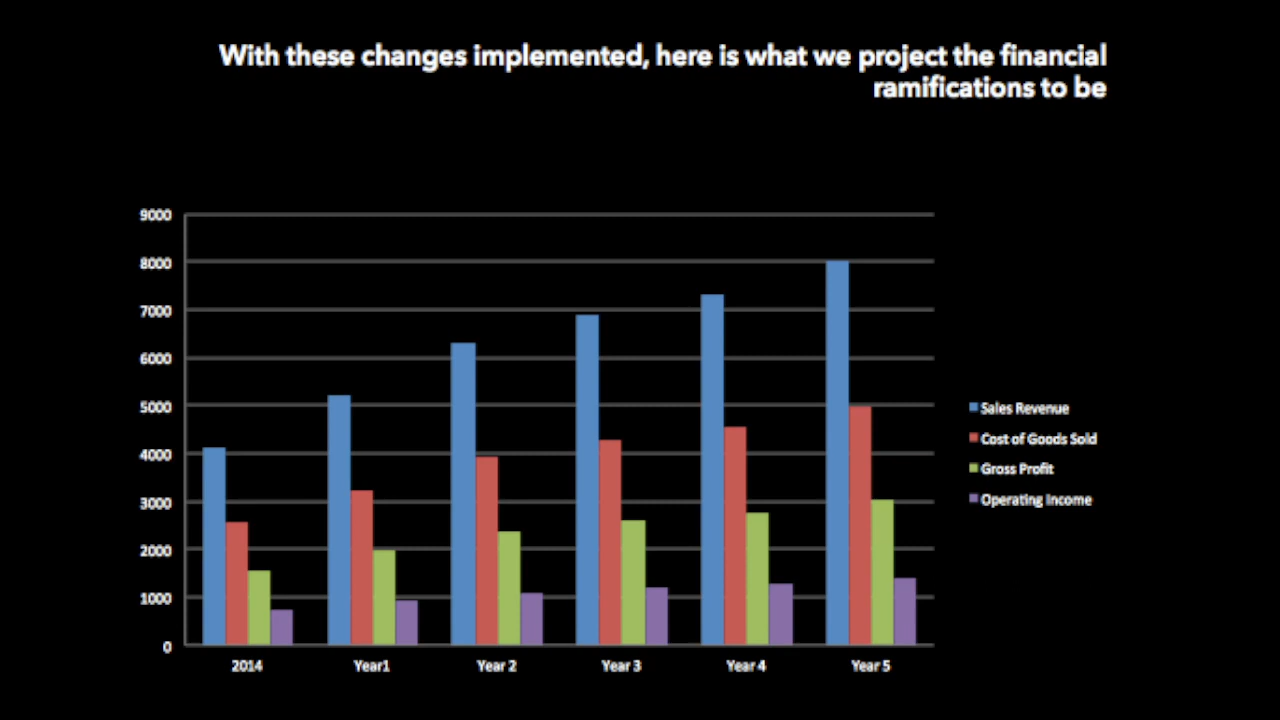 With these changes implemented, here is what we project the financial
ramifications to be
9000
8000
7000
6000
5000
4000
3000
2000
1000
0
2014
Year1
Year 2
Year 3
Year 4
Year 5
Sales Revenue
Cost of Goods Sold
Gross Profit
Operating Income